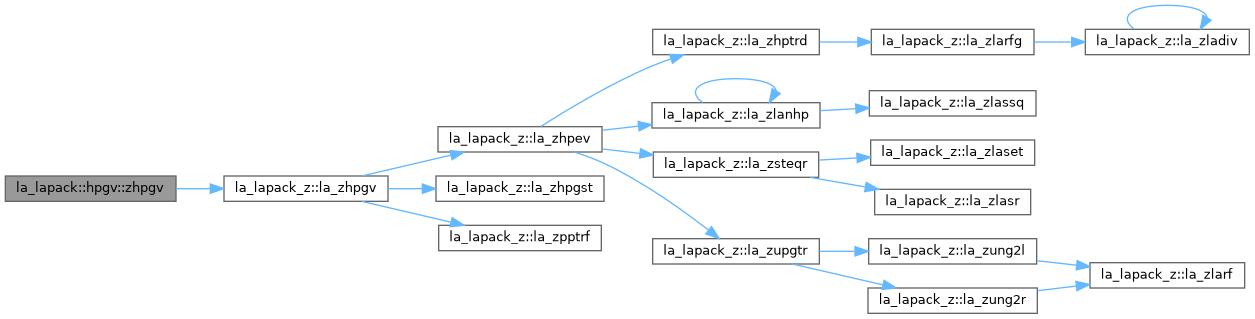 la_lapack::hpgv::zhpgv
la_lapack_z::la_zhpgv
la_lapack_z::la_zhpev
la_lapack_z::la_zhpgst
la_lapack_z::la_zpptrf
la_lapack_z::la_zhptrd
la_lapack_z::la_zlanhp
la_lapack_z::la_zsteqr
la_lapack_z::la_zupgtr
la_lapack_z::la_zlarfg
la_lapack_z::la_zlassq
la_lapack_z::la_zlaset
la_lapack_z::la_zlasr
la_lapack_z::la_zung2l
la_lapack_z::la_zung2r
la_lapack_z::la_zladiv
la_lapack_z::la_zlarf